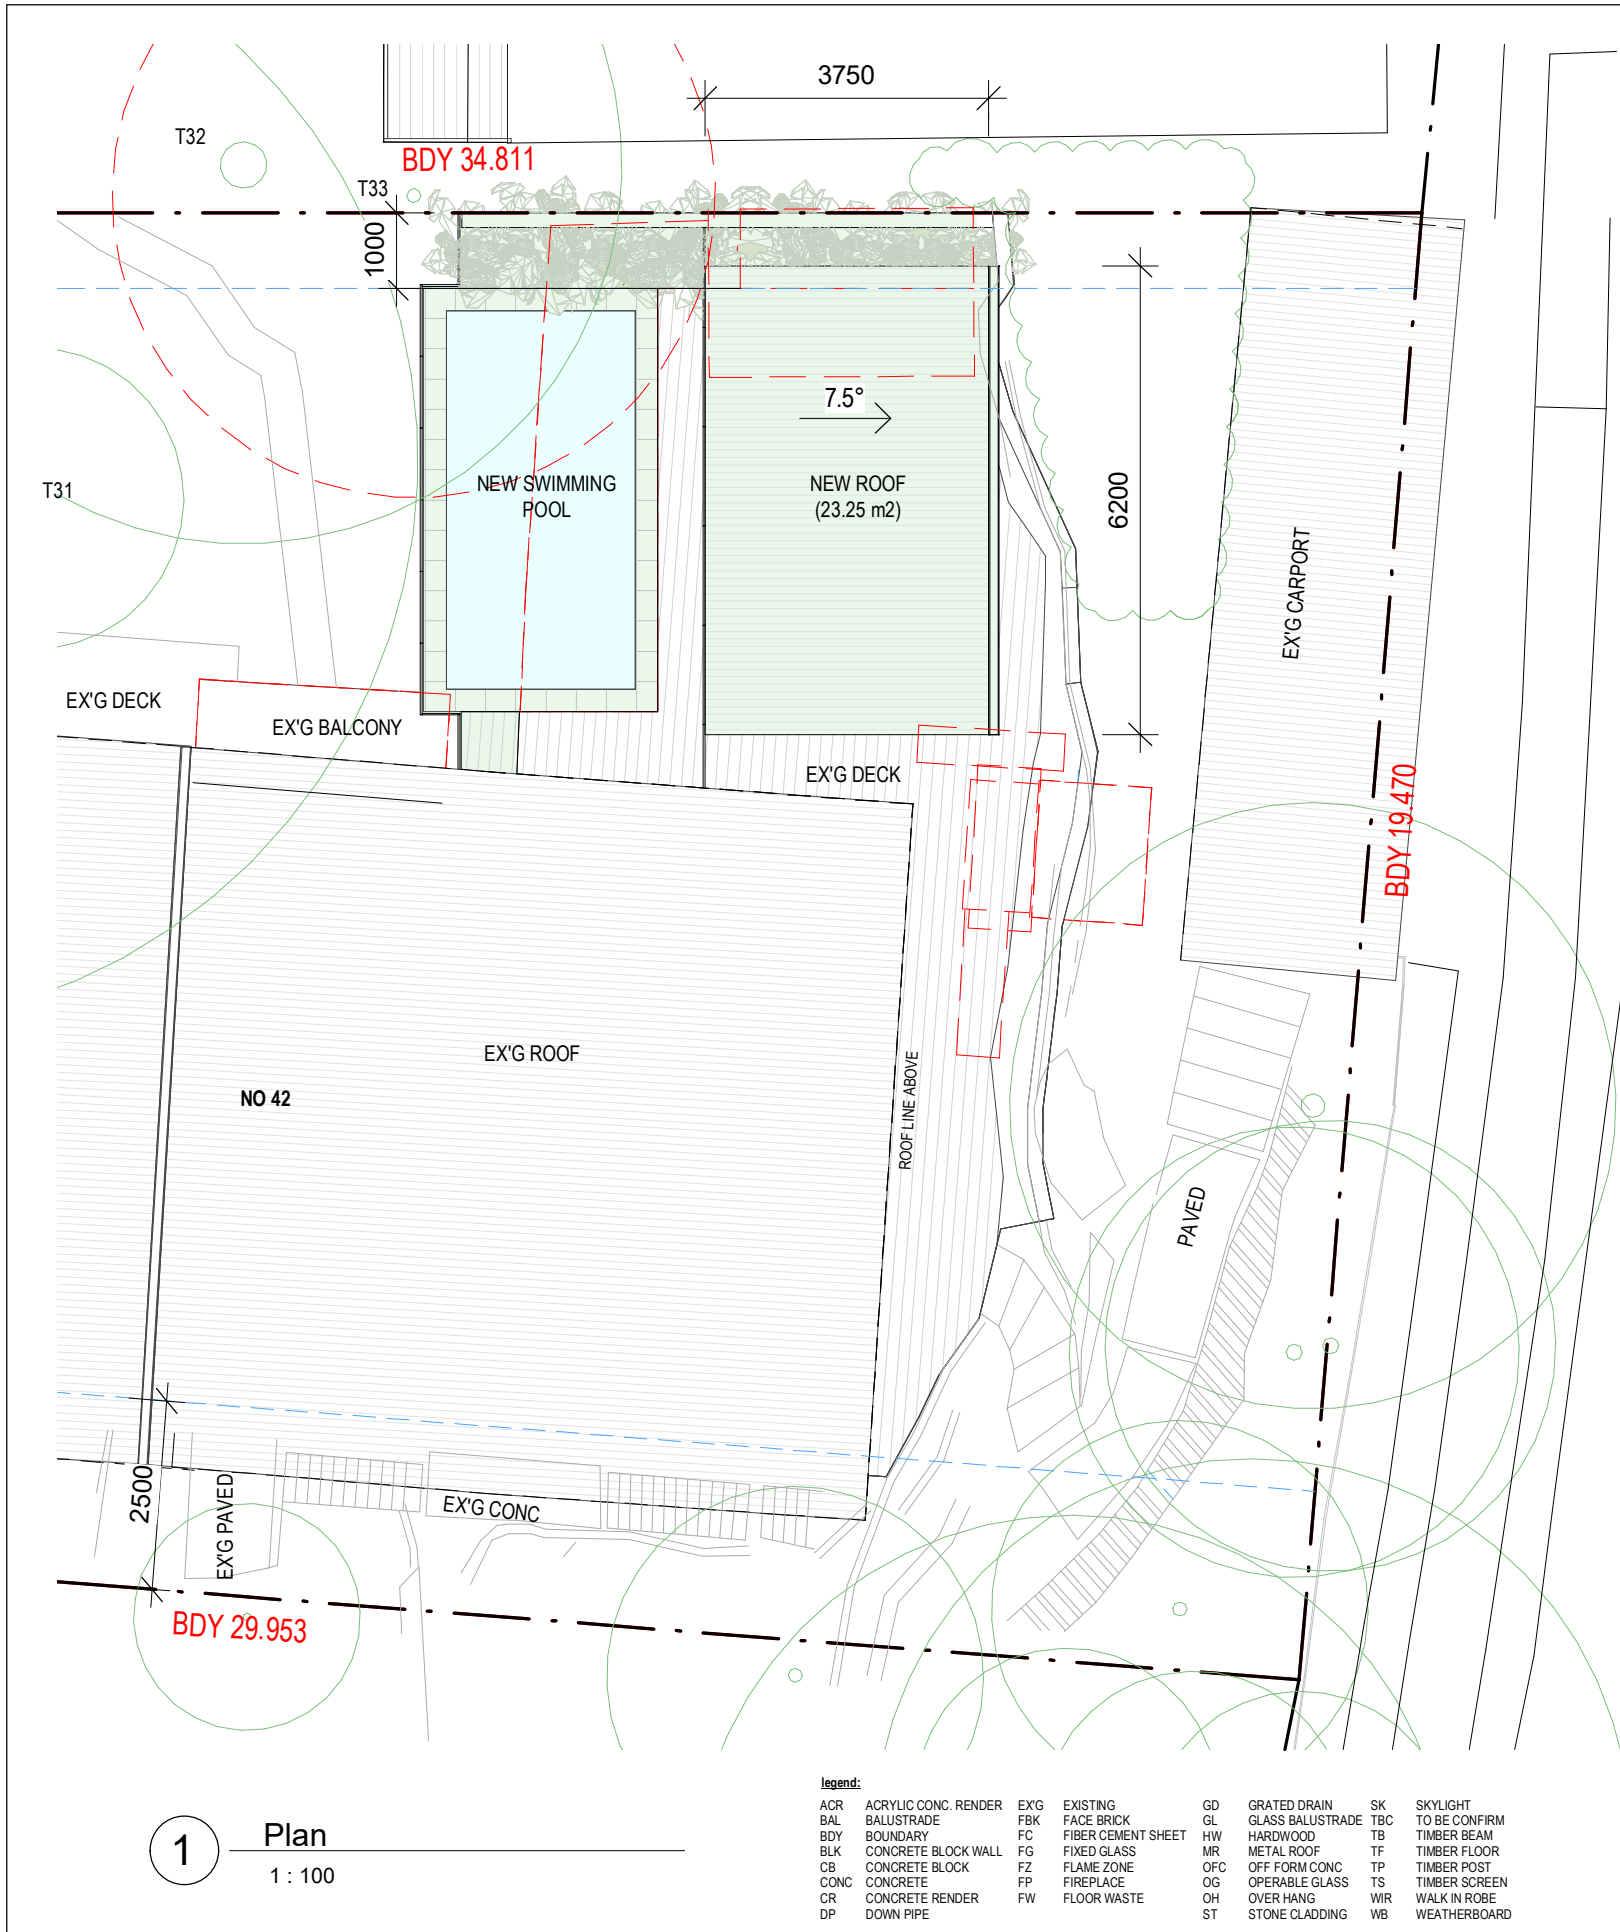 3750
T32
BDY 34.811
T33
1000
7.5°
T31
NEW SWIMMING
POOL
NEW ROOF
(23.25 m2)
6200
EX'G CARPORT
EX'G DECK
EX'G BALCONY
EX'G DECK
BDY 19.470
EX'G ROOF
NO 42
ROOF LINE ABOVE
PAVED
2500
EX'G PAVED
EX'G CONC
BDY 29.953
1
Plan
1 : 100
legend:
ACR ACRYLIC CONC. RENDER EX'G EXISTING GD GRATED DRAIN SK SKYLIGHT
BAL BALUSTRADE FBK FACE BRICK GL GLASS BALUSTRADE TBC TO BE CONFIRM
BDY BOUNDARY FC FIBER CEMENT SHEET HW HARDWOOD TB TIMBER BEAM
BLK CONCRETE BLOCK WALL FG FIXED GLASS MR METAL ROOF TF TIMBER FLOOR
CB CONCRETE BLOCK FZ FLAME ZONE OFC OFF FORM CONC TP TIMBER POST
CONC CONCRETE FP FIREPLACE OG OPERABLE GLASS TS TIMBER SCREEN
CR CONCRETE RENDER FW FLOOR WASTE OH OVER HANG WIR WALK IN ROBE
DP DOWN PIPE ST STONE CLADDING WB WEATHERBOARD